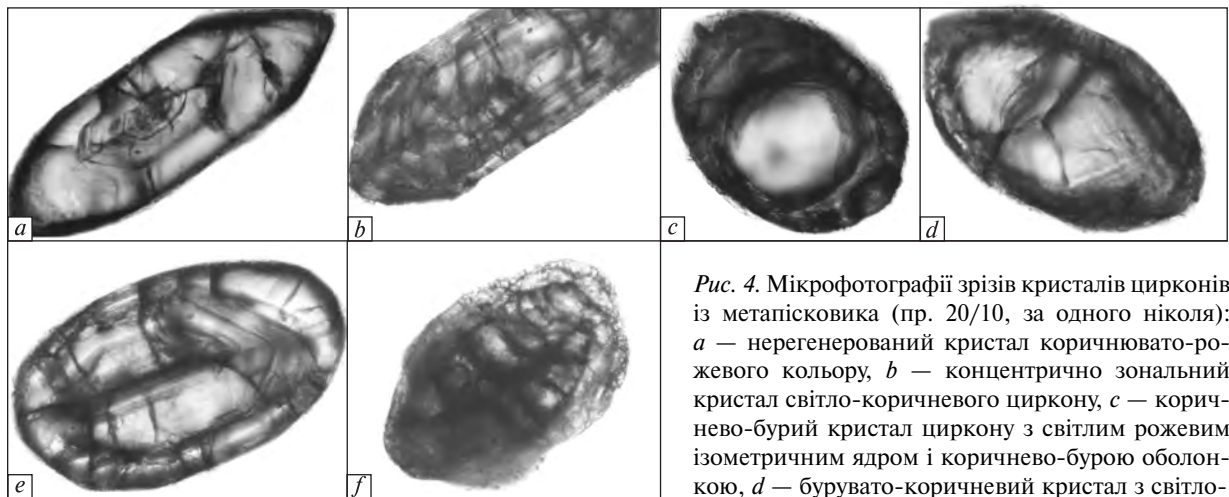 a
b
c
d
e
f
Рис. 4. Мікрофотографії зрізів кристалів цирконів
із метапісковика (пр. 20/10, за одного ніколя):
a — нерегенерований кристал коричнювато-ро-
жевого кольору, b — концентрично зональний
кристал світло-коричневого циркону, c — корич-
нево-бурий кристал циркону з світлим рожевим
ізометричним ядром і коричнево-бурою оболон-
кою, d — бурувато-коричневий кристал з світло-